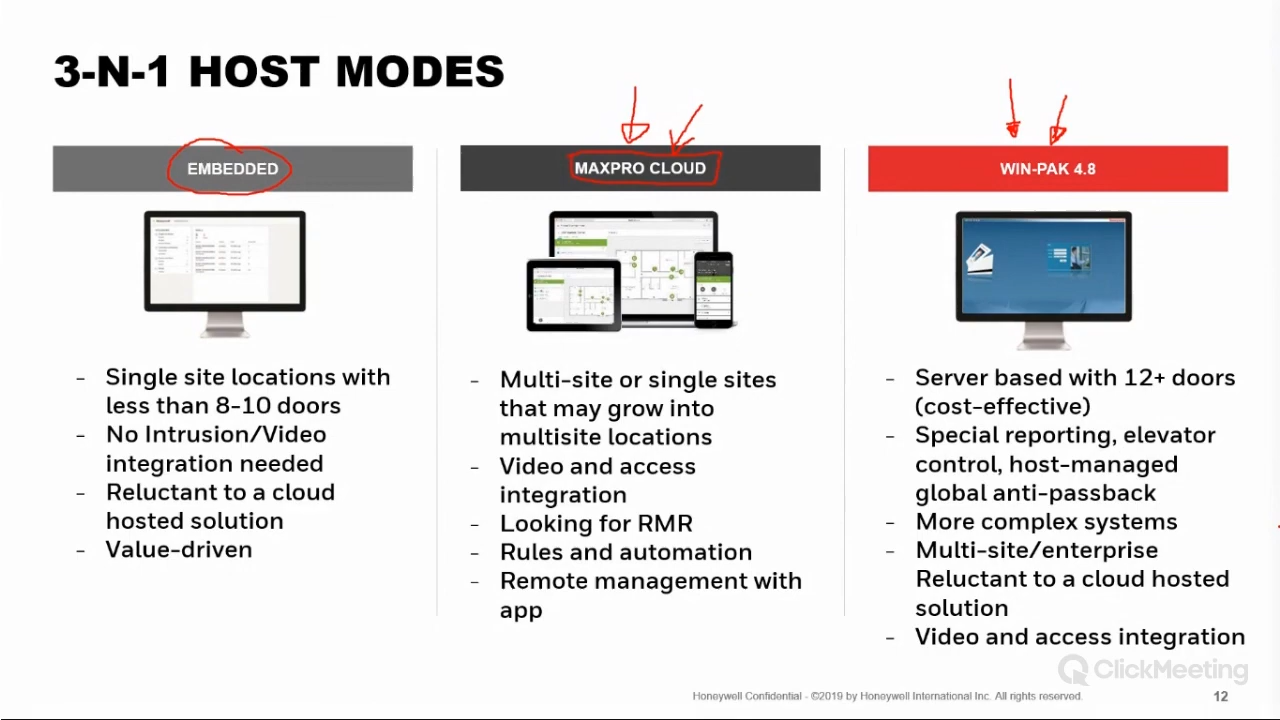 3-N-1 HOST MODES
EMBEDDED
- Single site locations with
less than 8-10 doors
- No Intrusion/Video
integration needed
- Reluctant to a cloud
hosted solution
- Value-driven
MAXPRO CLOUD
- Multi-site or single sites
that may grow into
multisite locations
- Video and access
integration
- Looking for RMR
- Rules and automation
- Remote management with
app
WIN-PAK 4.8
- Server based with 12+ doors
(cost-effective)
- Special reporting, elevator
control, host-managed
global anti-passback
- More complex systems
- Multi-site/enterprise
Reluctant to a cloud hosted
solution
- Video and access integration
ClickMeeting
Honeywell Confidential - ©2019 by Honeywell International Inc. All rights reserved.
12